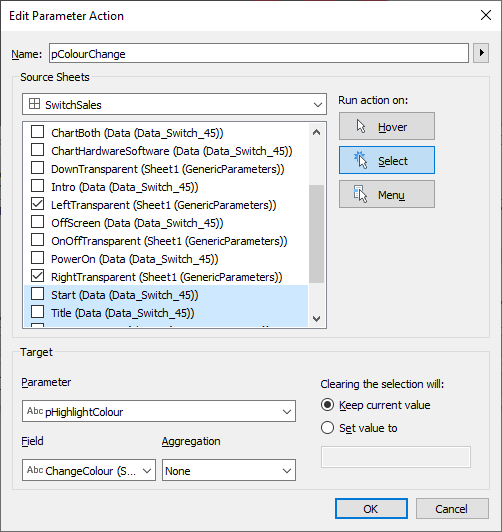 Edit Parameter Action
Name: pColourChange
Source Sheets
SwitchSales
ChartBoth (Data (Data_Switch_45))
ChartHardwareSoftware (Data (Data_Switch_45))
DownTransparent (Sheet1 (GenericParameters))
Intro (Data (Data_Switch_45))
LeftTransparent (Sheet1 (GenericParameters))
OffScreen (Data (Data_Switch_45))
OnOffTransparent (Sheet1 (GenericParameters))
PowerOn (Data (Data_Switch_45))
RightTransparent (Sheet1 (GenericParameters))
Start (Data (Data_Switch_45))
Title (Data (Data_Switch_45))
Run action on:
Hover
Select
Menu
Target
Parameter
Abc pHighlightColour
Field
Abc ChangeColour (S...
Aggregation
None
Clearing the selection will:
Keep current value
Set value to
OK
Cancel